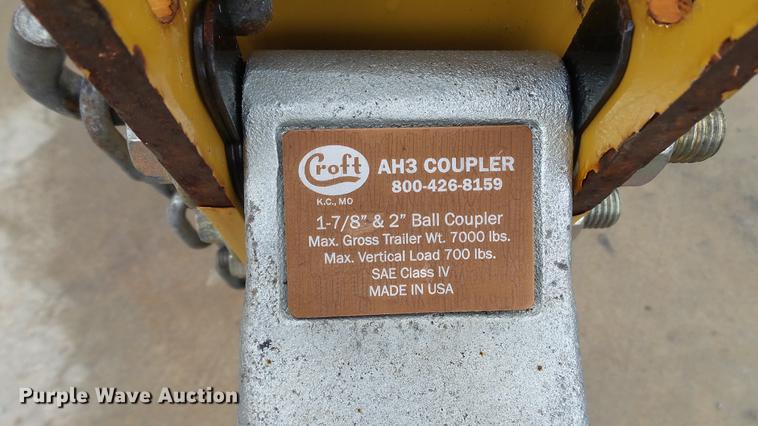 Croft
K.C., MO
AH3 COUPLER
800-426-8159
1-7/8" & 2" Ball Coupler
Max. Gross Trailer Wt. 7000 lbs.
Max. Vertical Load 700 lbs.
SAE Class IV
MADE IN USA
Purple Wave Auction